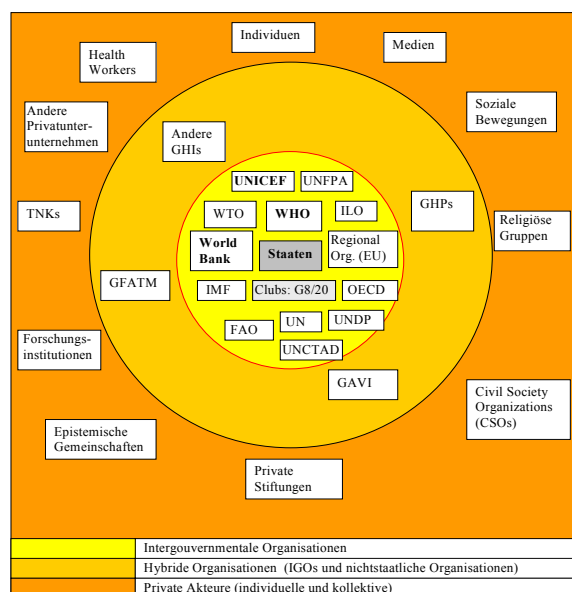 Individuen
Medien
Health
Workers
Soziale
Bewegungen
Andere
Privatunter-
unternehmen
Andere
GHIs
UNICEF
UNFPA
GHPs
TNKs
WTO
WHO
ILO
Religiöse
Gruppen
World
Bank
Staaten
Regional
Org. (EU)
GFATM
IMF
Clubs: G8/20
OECD
FAO
UN
UNDP
Forschungs-
institutionen
UNCTAD
GAVI
Civil Society
Organizations
(CSOs)
Epistemische
Gemeinschaften
Private
Stiftungen
Intergouvernmentale Organisationen
Hybride Organisationen (IGOs und nichtstaatliche Organisationen)
Private Akteure (individuelle und kollektive)